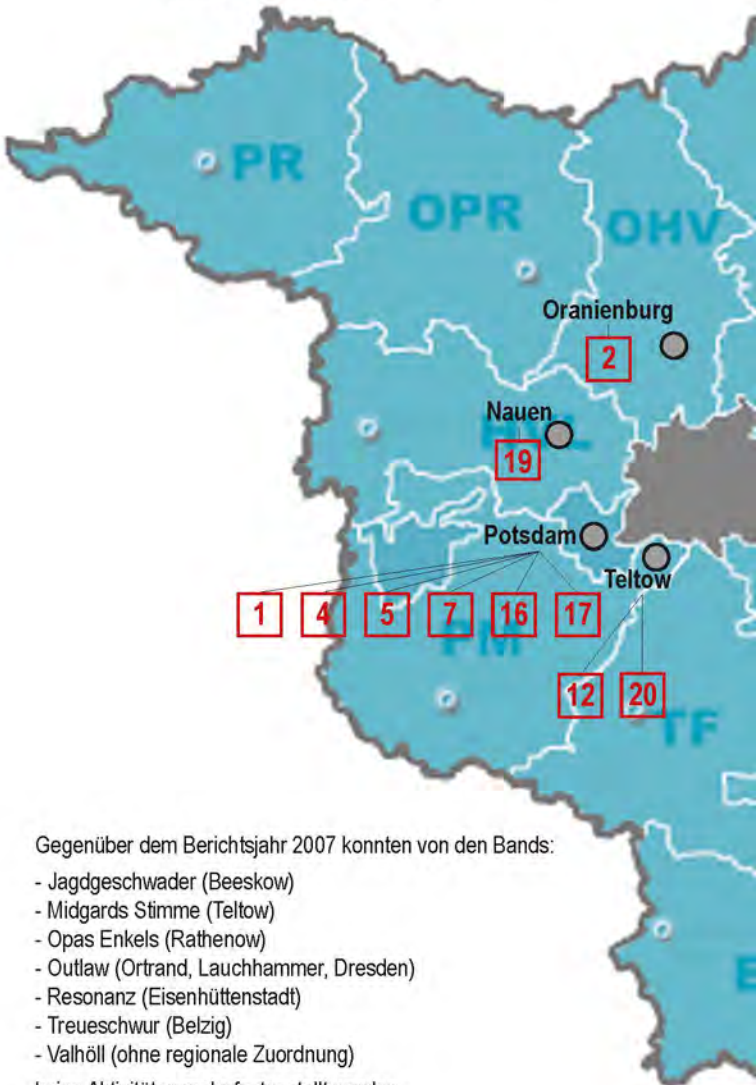 PR
OPR
OHV
Oranienburg
2
Nauen
HVL
19
Potsdam
Teltow
1 4 5 7 16 17
PM
12 20
TF
Gegenüber dem Berichtsjahr 2007 konnten von den Bands:
- Jagdgeschwader (Beeskow)
- Midgards Stimme (Teltow)
- Opas Enkels (Rathenow)
- Outlaw (Ortrand, Lauchhammer, Dresden)
- Resonanz (Eisenhüttenstadt)
- Treueschwur (Belzig)
- Valhöll (ohne regionale Zuordnung)